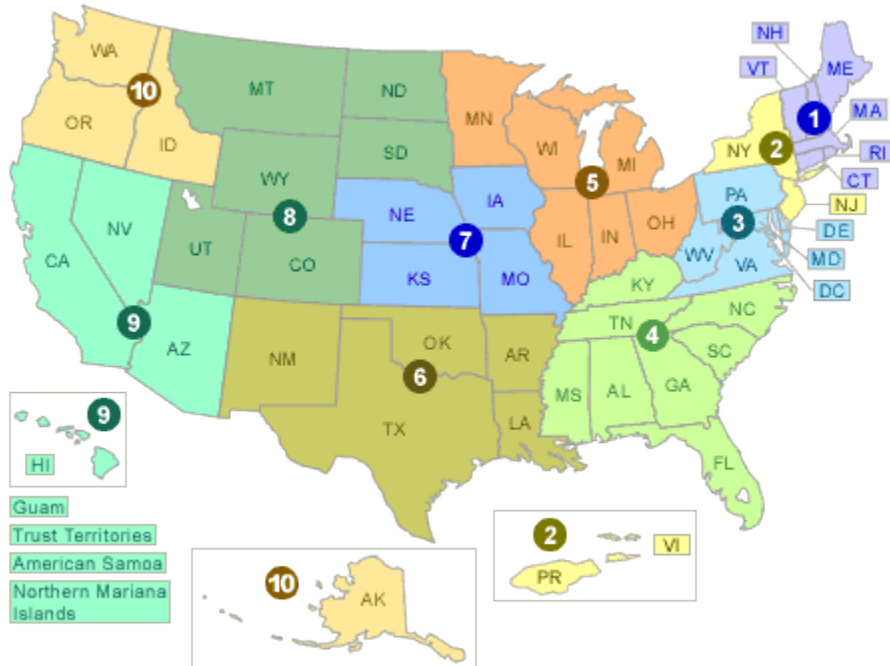 NH
VT
ME
WA
MT
ND
MN
10
1
MA
OR
ID
SD
WI
MI
NY
2
RI
CT
WY
5
PA
NJ
8
NE
IA
3
DE
NV
UT
CO
7
IL
IN
OH
WV
VA
MD
CA
KS
MO
KY
DC
9
AZ
NM
OK
AR
TN
4
NC
SC
6
MS
AL
GA
TX
LA
9
HI
FL
Guam
Trust Territories
American Samoa
Northern Mariana
Islands
2
VI
PR
10
AK